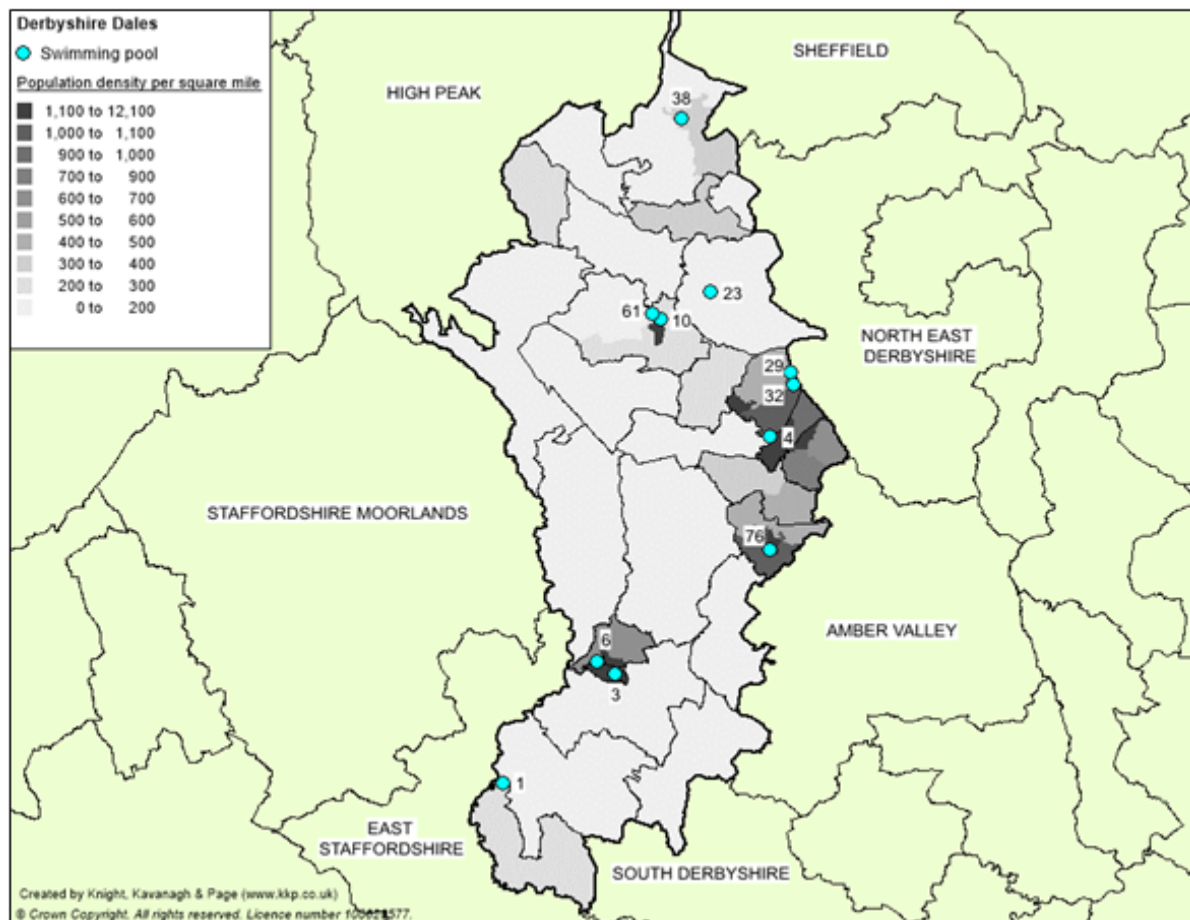 Derbyshire Dales
Swimming pool
Population density per square mile
1,100 to 12,100
1,000 to 1,100
900 to 1,000
700 to 900
600 to 700
500 to 600
400 to 500
300 to 400
200 to 300
0 to 200
SHEFFIELD
HIGH PEAK
38
23
61
10
NORTH EAST
DERBYSHIRE
29
32
4
STAFFORDSHIRE MOORLANDS
76
AMBER VALLEY
6
3
1
EAST
STAFFORDSHIRE
SOUTH DERBYSHIRE
Created by Knight, Kavanagh & Page (www.kkp.co.uk)
© Crown Copyright. All rights reserved. Licence number